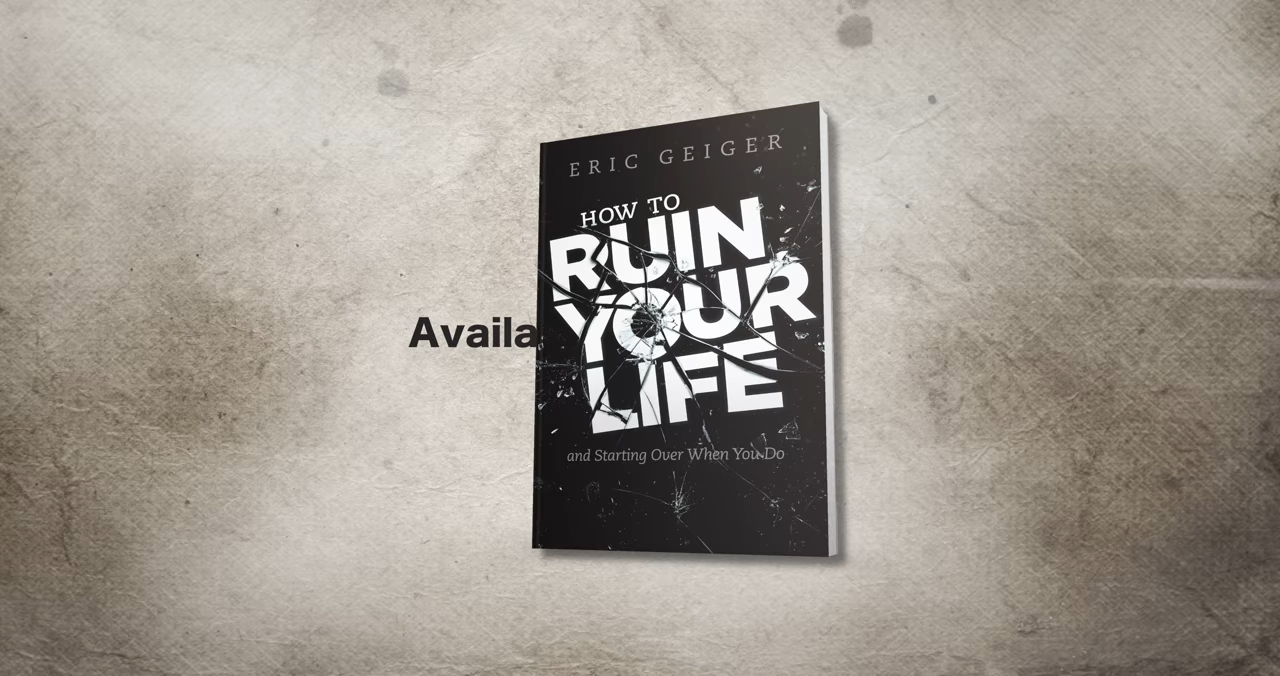 ERIC GEIGER
HOW TO
RUIN
YOUR
LIFE
and Starting Over When You Do
Availa